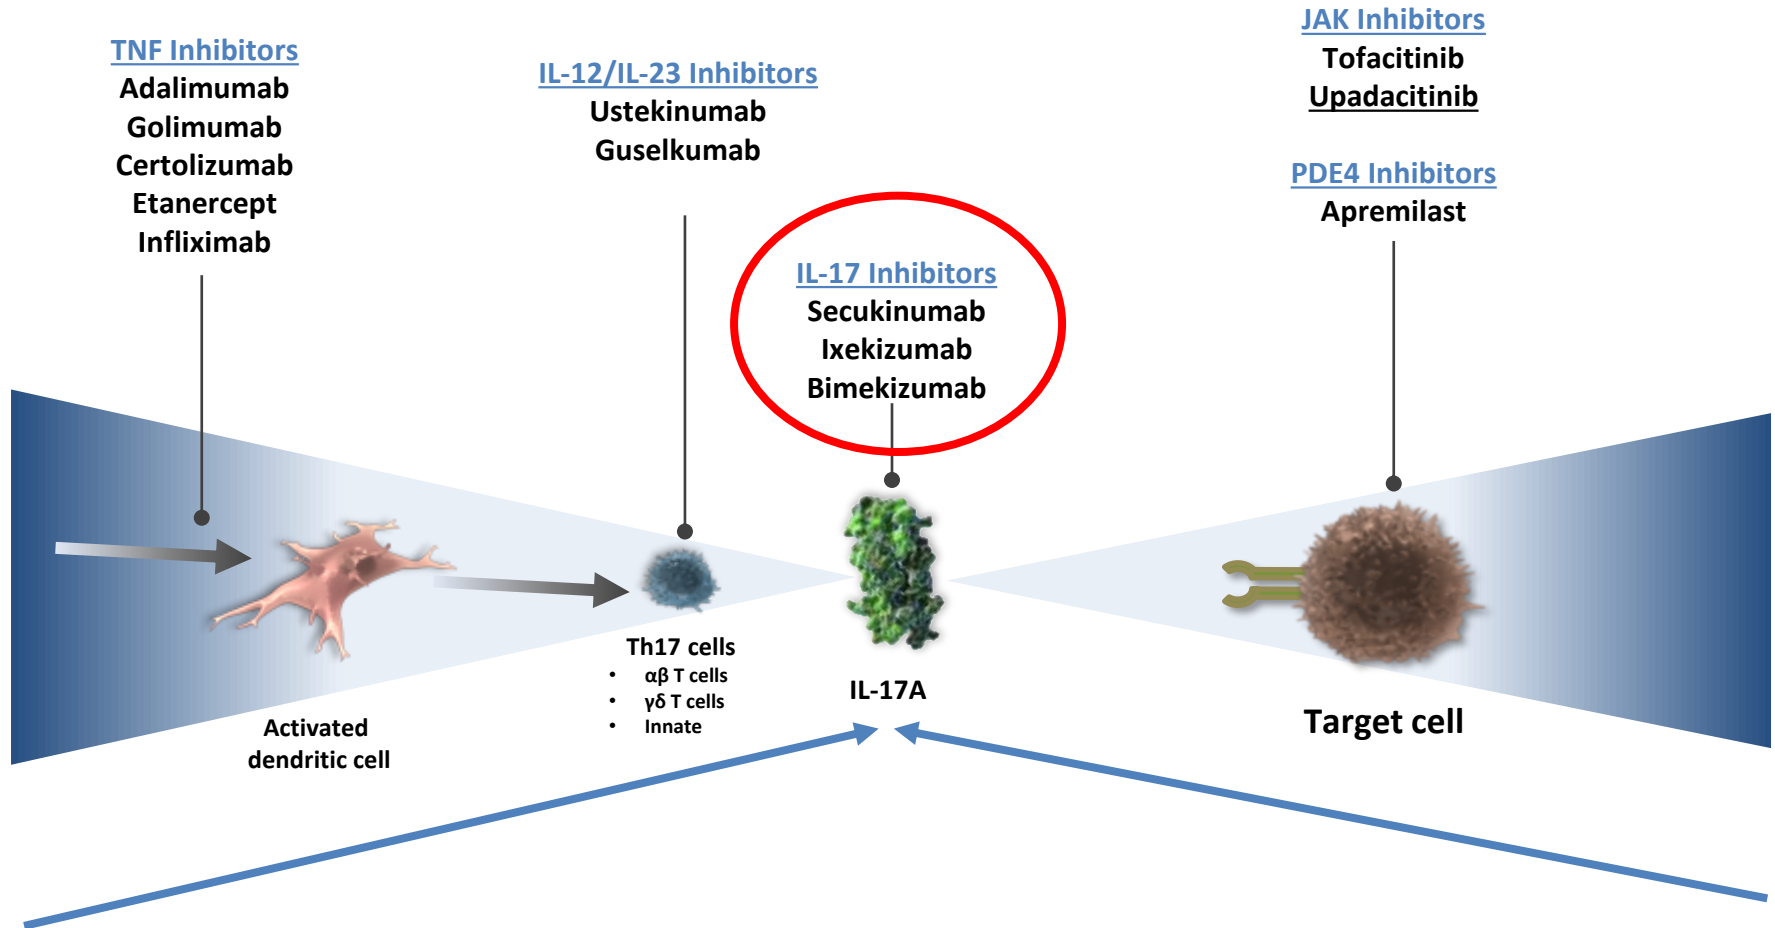 TNF Inhibitors
Adalimumab
Golimumab
Certolizumab
Etanercept
Infliximab
IL-12/IL-23 Inhibitors
Ustekinumab
Guselkumab
IL-17 Inhibitors
Secukinumab
Ixekizumab
Bimekizumab
JAK Inhibitors
Tofacitinib
Upadacitinib
PDE4 Inhibitors
Apremilast
Activated
dendritic cell
Th17 cells
• αβ T cells
• γδ T cells
• Innate
IL-17A
Target cell